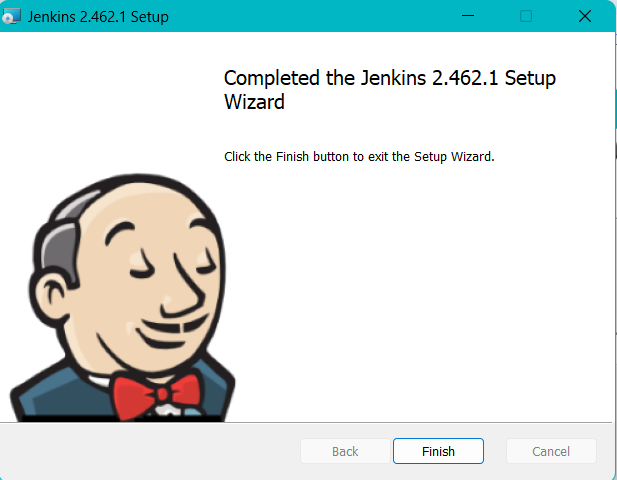 Jenkins 2.462.1 Setup
Completed the Jenkins 2.462.1 Setup
Wizard
Click the Finish button to exit the Setup Wizard.
Back
Finish
Cancel